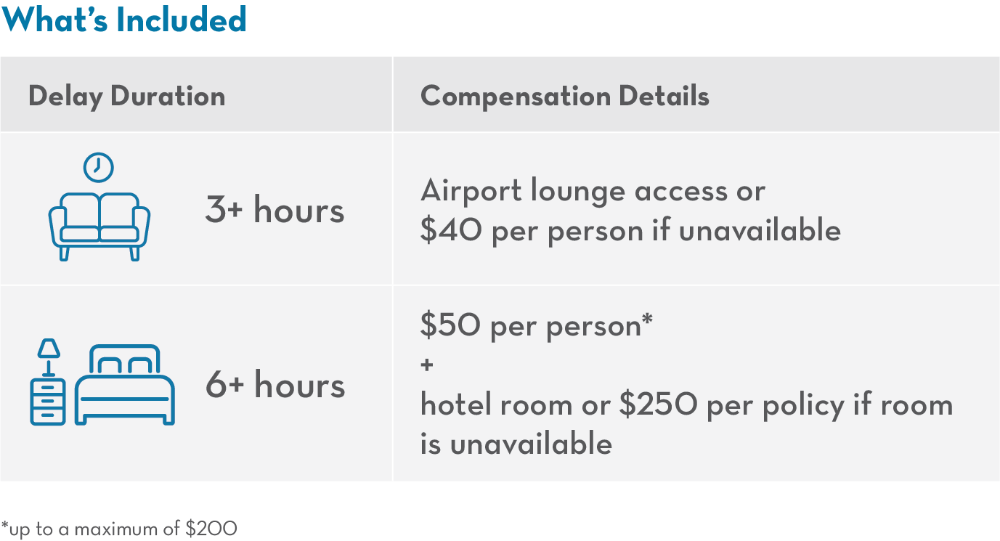 What's Included
Delay Duration
Compensation Details
3+ hours
Airport lounge access or
$40 per person if unavailable
6+ hours
$50 per person*
+
hotel room or $250 per policy if room
is unavailable
*up to a maximum of $200